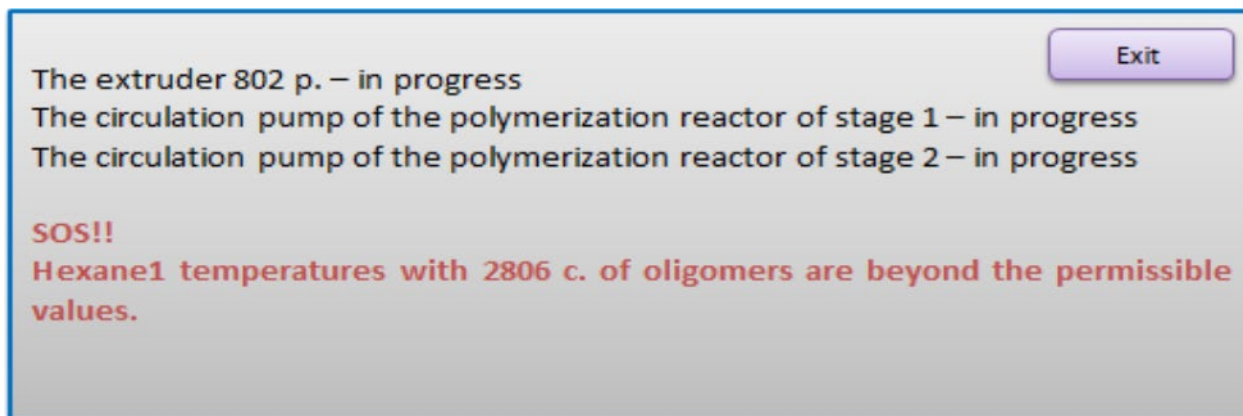 Exit
The extruder 802 p. – in progress
The circulation pump of the polymerization reactor of stage 1 – in progress
The circulation pump of the polymerization reactor of stage 2 – in progress
SOS!!
Hexane1 temperatures with 2806 c. of oligomers are beyond the permissible
values.